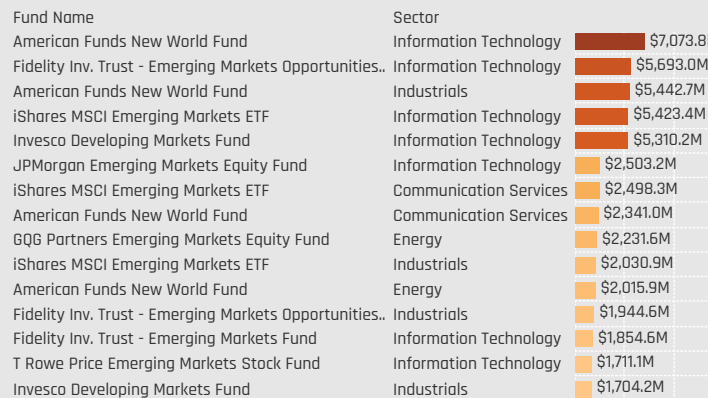 Fund Name Sector
American Funds New World Fund Information Technology $7,073.8
Fidelity Inv. Trust - Emerging Markets Opportunities.. Information Technology $5,693.0M
American Funds New World Fund Industrials $5,442.7M
iShares MSCI Emerging Markets ETF Information Technology $5,423.4M
Invesco Developing Markets Fund Information Technology $5,310.2M
JPMorgan Emerging Markets Equity Fund Information Technology $2,503.2M
iShares MSCI Emerging Markets ETF Communication Services $2,498.3M
American Funds New World Fund Communication Services $2,341.0M
GQG Partners Emerging Markets Equity Fund Energy $2,231.6M
iShares MSCI Emerging Markets ETF Industrials $2,030.9M
American Funds New World Fund Energy $2,015.9M
Fidelity Inv. Trust - Emerging Markets Opportunities.. Industrials $1,944.6M
Fidelity Inv. Trust - Emerging Markets Fund Information Technology $1,854.6M
T Rowe Price Emerging Markets Stock Fund Information Technology $1,711.1M
Invesco Developing Markets Fund Industrials $1,704.2M